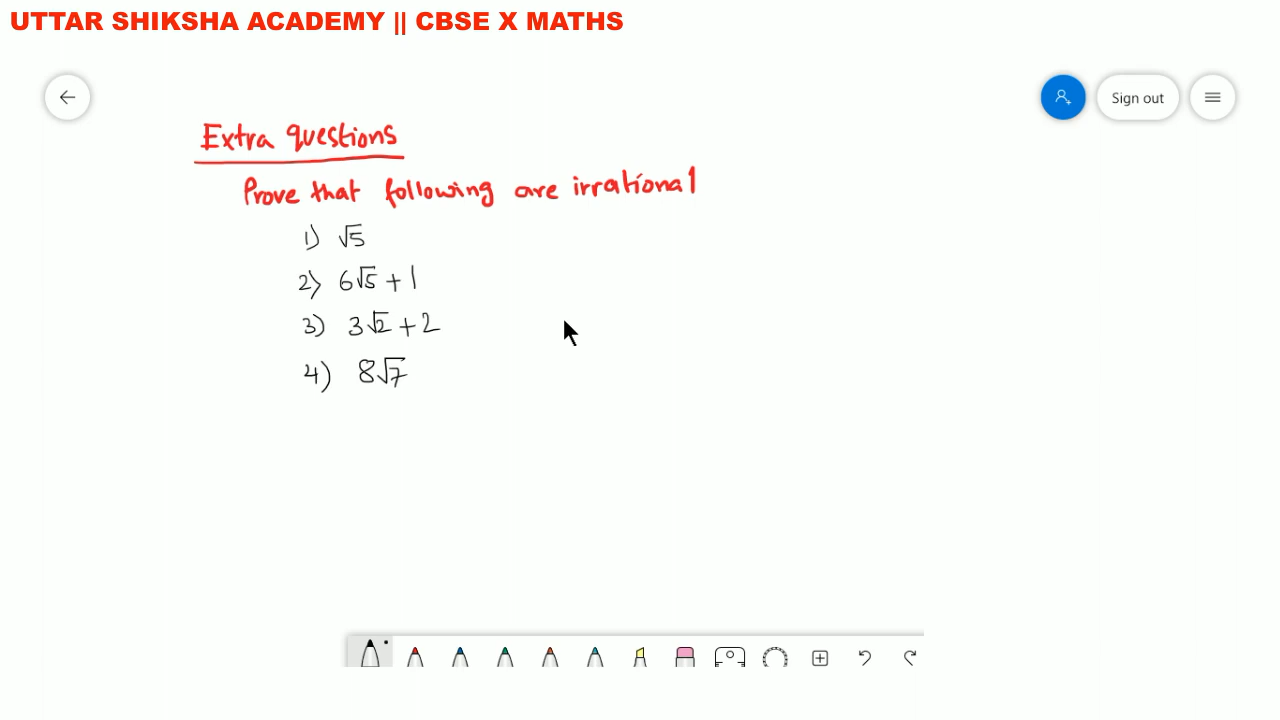 UTTAR SHIKSHA ACADEMY || CBSE X MATHS
Sign out
Extra questions
Prove that following are irrational
1) √5
2) 6√5 + 1
3) 3√2 + 2
4) 8√7